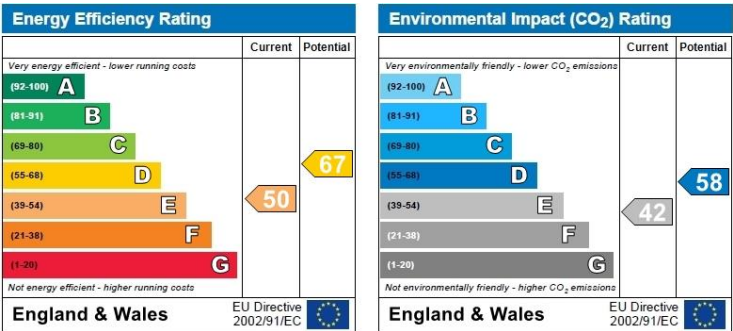 Energy Efficiency Rating
Current Potential
Very energy efficient - lower running costs
(92-100) A
(81-91) B
(69-80) C
(55-68) D
(39-54) E
(21-38) F
(1-20) G
67
50
Not energy efficient - higher running costs
England & Wales
EU Directive
2002/91/EC
Environmental Impact (CO₂) Rating
Current Potential
Very environmentally friendly - lower CO₂ emissions
(92-100) A
(81-91) B
(69-80) C
(55-68) D
(39-54) E
(21-38) F
(1-20) G
58
42
Not environmentally friendly - higher CO₂ emissions
England & Wales
EU Directive
2002/91/EC